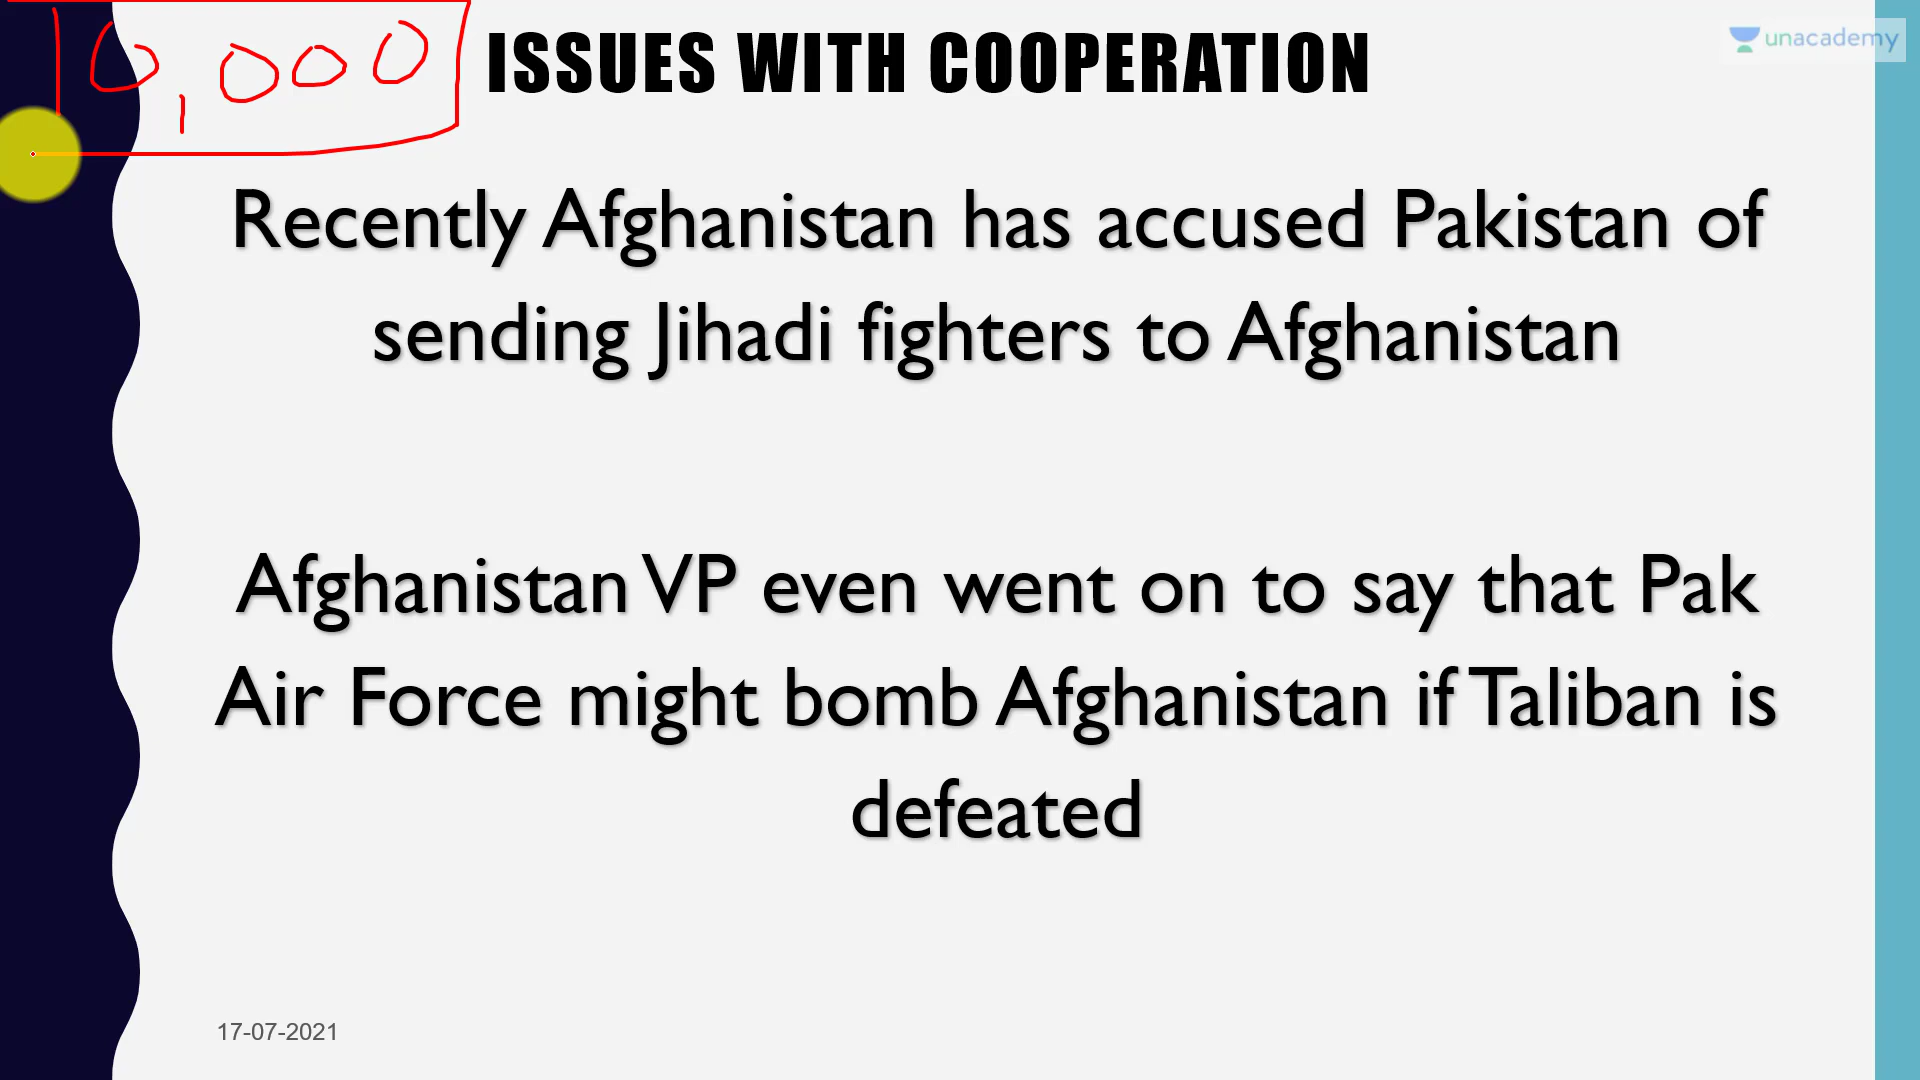 10,000
ISSUES WITH COOPERATION
unacademy
Recently Afghanistan has accused Pakistan of
sending Jihadi fighters to Afghanistan
Afghanistan VP even went on to say that Pak
Air Force might bomb Afghanistan if Taliban is
defeated
17-07-2021